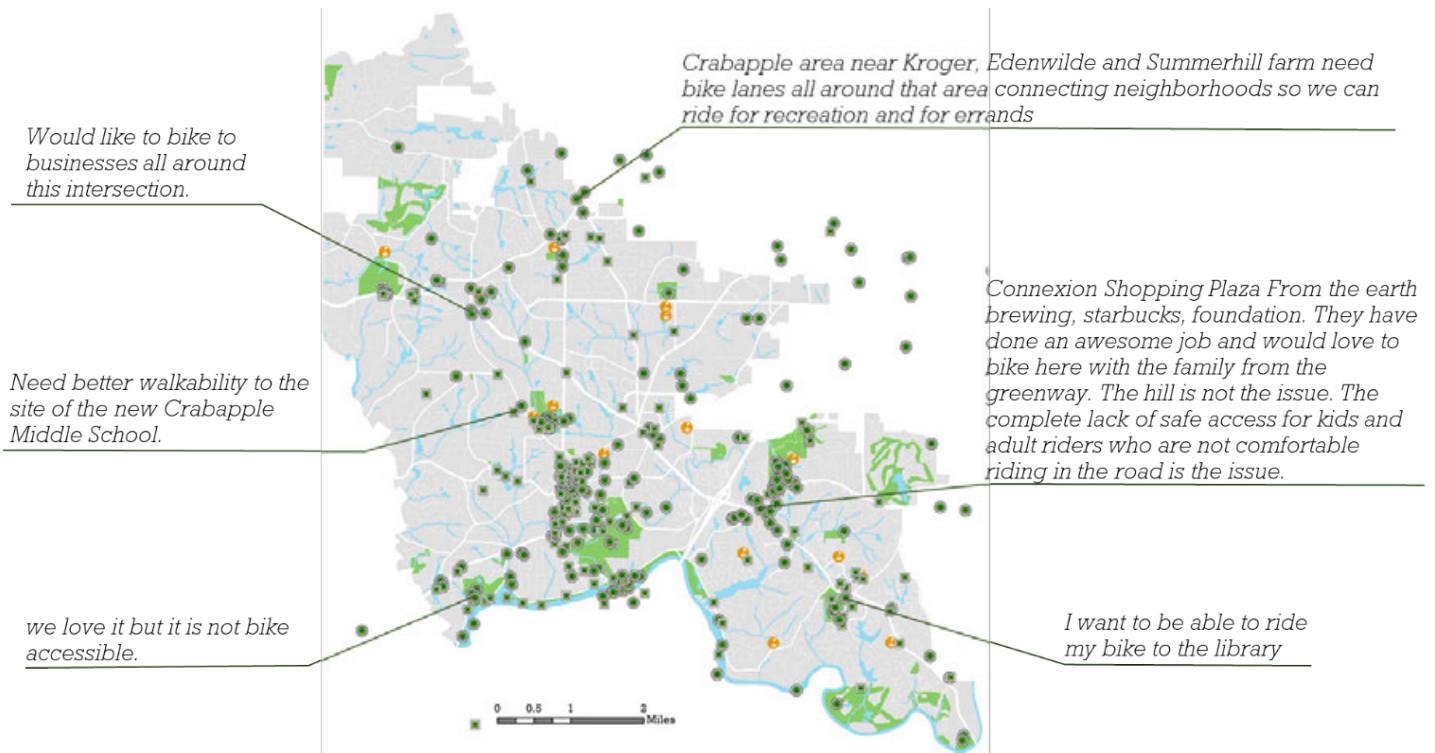 Crabapple area near Kroger, Edenwilde and Summerhill farm need
bike lanes all around that area connecting neighborhoods so we can
ride for recreation and for errands
Would like to bike to
businesses all around
this intersection.
Connexion Shopping Plaza From the earth
brewing, starbucks, foundation. They have
done an awesome job and would love to
bike here with the family from the
greenway. The hill is not the issue. The
complete lack of safe access for kids and
adult riders who are not comfortable
riding in the road is the issue.
Need better walkability to the
site of the new Crabapple
Middle School.
we love it but it is not bike
accessible.
I want to be able to ride
my bike to the library
0 0.5 1 2
Miles